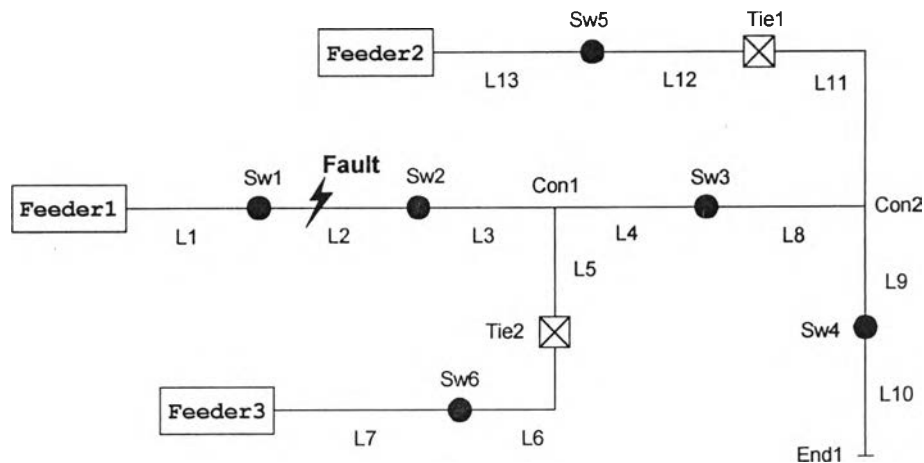 Sw5
Tie1
Feeder2
L13
L12
L11
Fault
Sw1
Sw2
Con1
Sw3
Feeder1
Con2
L1
L2
L3
L4
L8
L5
L9
Tie2
Sw4
Sw6
Feeder3
L10
L7
L6
End1